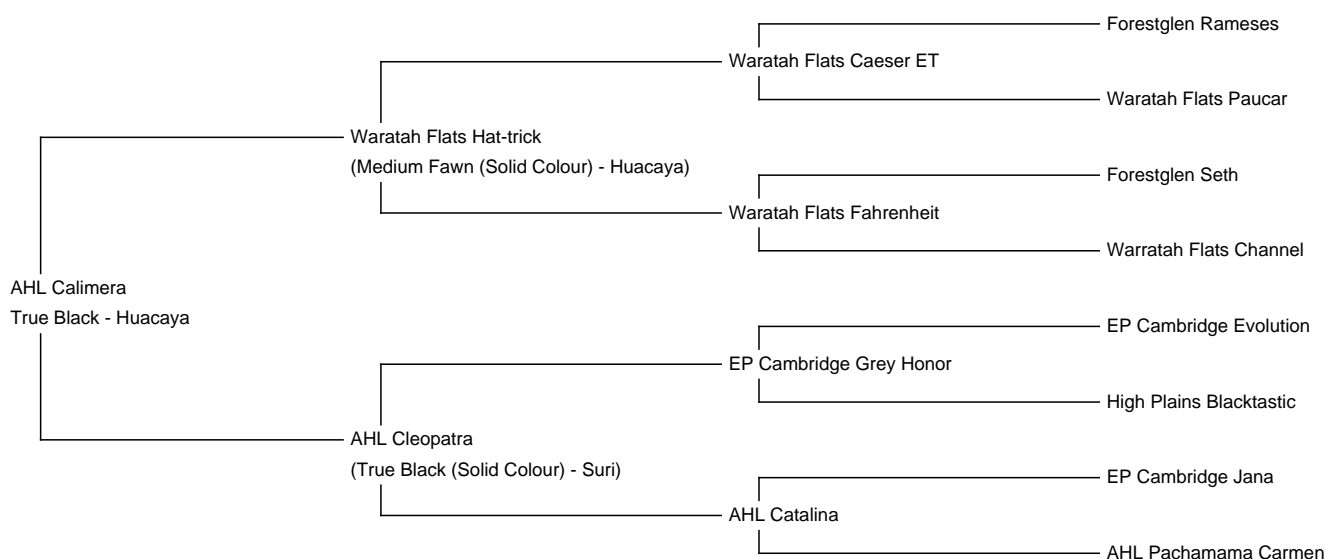 Forestglen Rameses
Waratah Flats Caeser ET
Waratah Flats Paucar
Waratah Flats Hat-trick
(Medium Fawn (Solid Colour) - Huacaya)
Forestglen Seth
Waratah Flats Fahrenheit
Warratah Flats Channel
AHL Calimera
True Black - Huacaya
EP Cambridge Evolution
EP Cambridge Grey Honor
High Plains Blacktastic
AHL Cleopatra
(True Black (Solid Colour) - Suri)
EP Cambridge Jana
AHL Catalina
AHL Pachamama Carmen